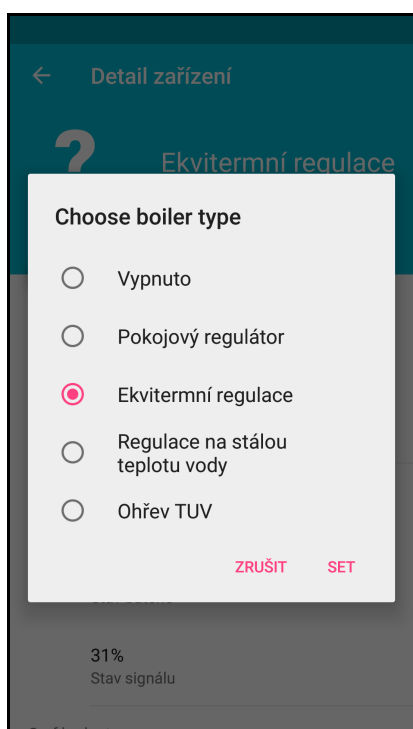 Detail zařízení
?
Ekvitermní regulace
Choose boiler type
Vypnuto
Pokojový regulátor
Ekvitermní regulace
Regulace na stálou
teplotu vody
Ohřev TUV
ZRUŠIT SET
31%
Stav signálu